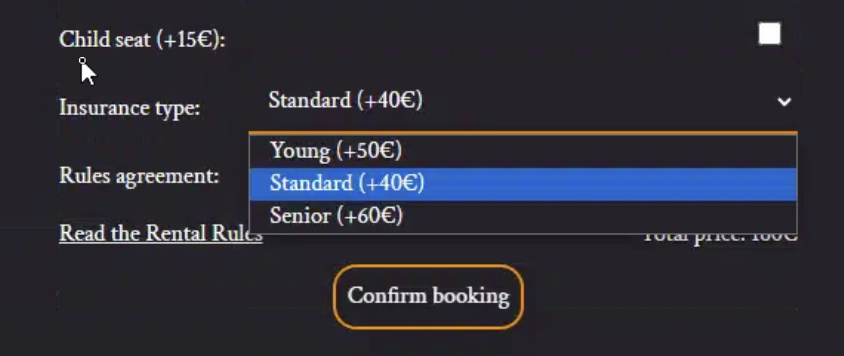 Child seat (+15€):
Insurance type: Standard (+40€)
Young (+50€)
Rules agreement:
Standard (+40€)
Senior (+60€)
Read the Rental Rules Total price:
Confirm booking